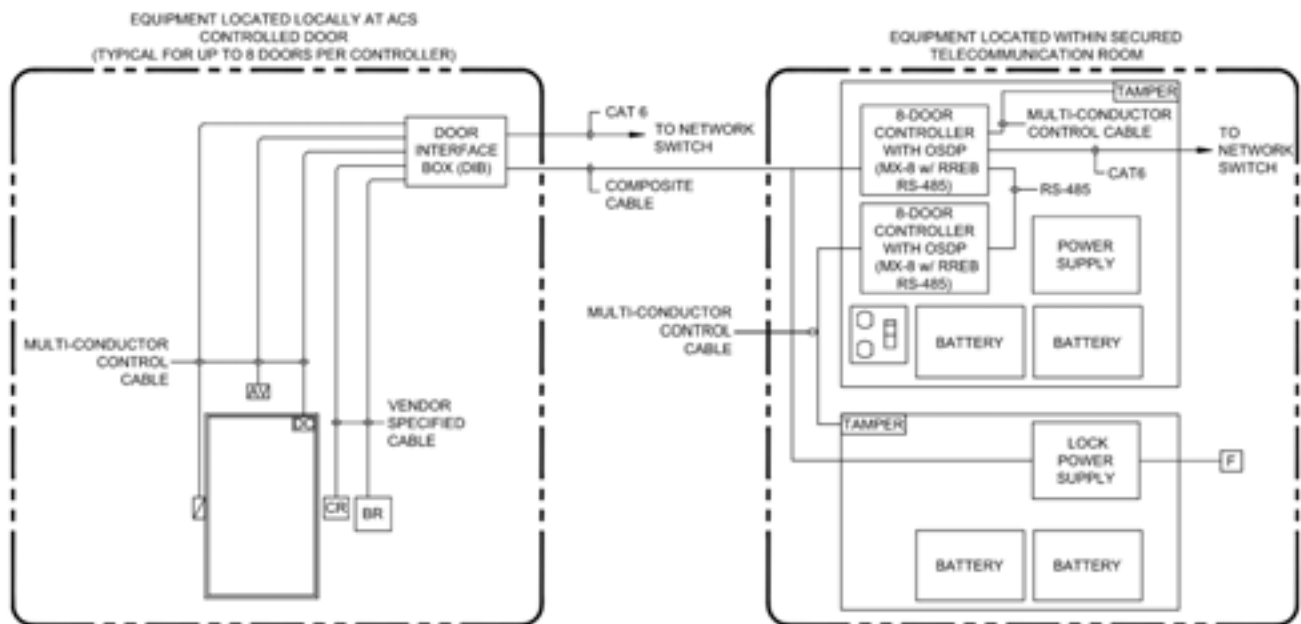 EQUIPMENT LOCATED LOCALLY AT ACS
CONTROLLED DOOR
(TYPICAL FOR UP TO 8 DOORS PER CONTROLLER)
DOOR
INTERFACE
BOX (DIB)
CAT 6
TO NETWORK
SWITCH
COMPOSITE
CABLE
MULTI-CONDUCTOR
CONTROL
CABLE
AV
DC
VENDOR
SPECIFIED
CABLE
CR
BR
EQUIPMENT LOCATED WITHIN SECURED
TELECOMMUNICATION ROOM
TAMPER
8-DOOR
CONTROLLER
WITH OSDP
(MX-8 w/ RREB
RS-485)
MULTI-CONDUCTOR
CONTROL CABLE
TO
NETWORK
SWITCH
CAT6
RS-485
8-DOOR
CONTROLLER
WITH OSDP
(MX-8 w/ RREB
RS-485)
POWER
SUPPLY
MULTI-CONDUCTOR
CONTROL
CABLE
BATTERY
BATTERY
TAMPER
LOCK
POWER
SUPPLY
F
BATTERY
BATTERY